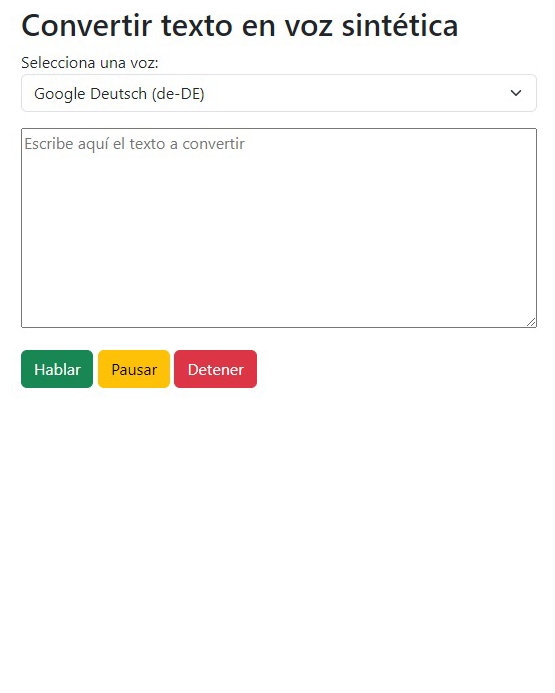 Convertir texto en voz sintética
Selecciona una voz:
Google Deutsch (de-DE)
Escribe aquí el texto a convertir
Hablar Pausar Detener